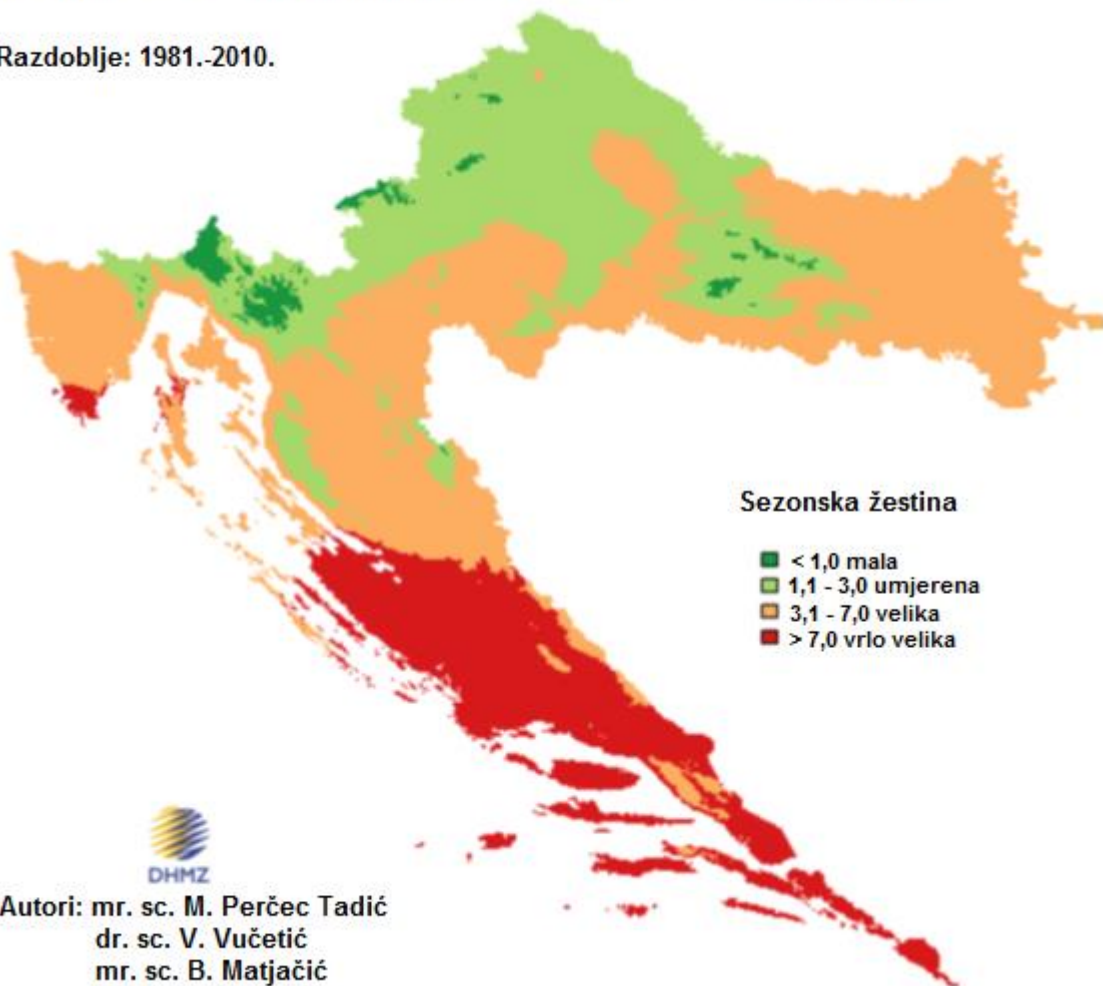 Razdoblje: 1981.-2010.
Sezonska žestina
< 1,0 mala
1,1 - 3,0 umjerena
3,1 - 7,0 velika
> 7,0 vrlo velika
DHMZ
Autori: mr. sc. M. Perčec Tadić
dr. sc. V. Vučetić
mr. sc. B. Matjačić